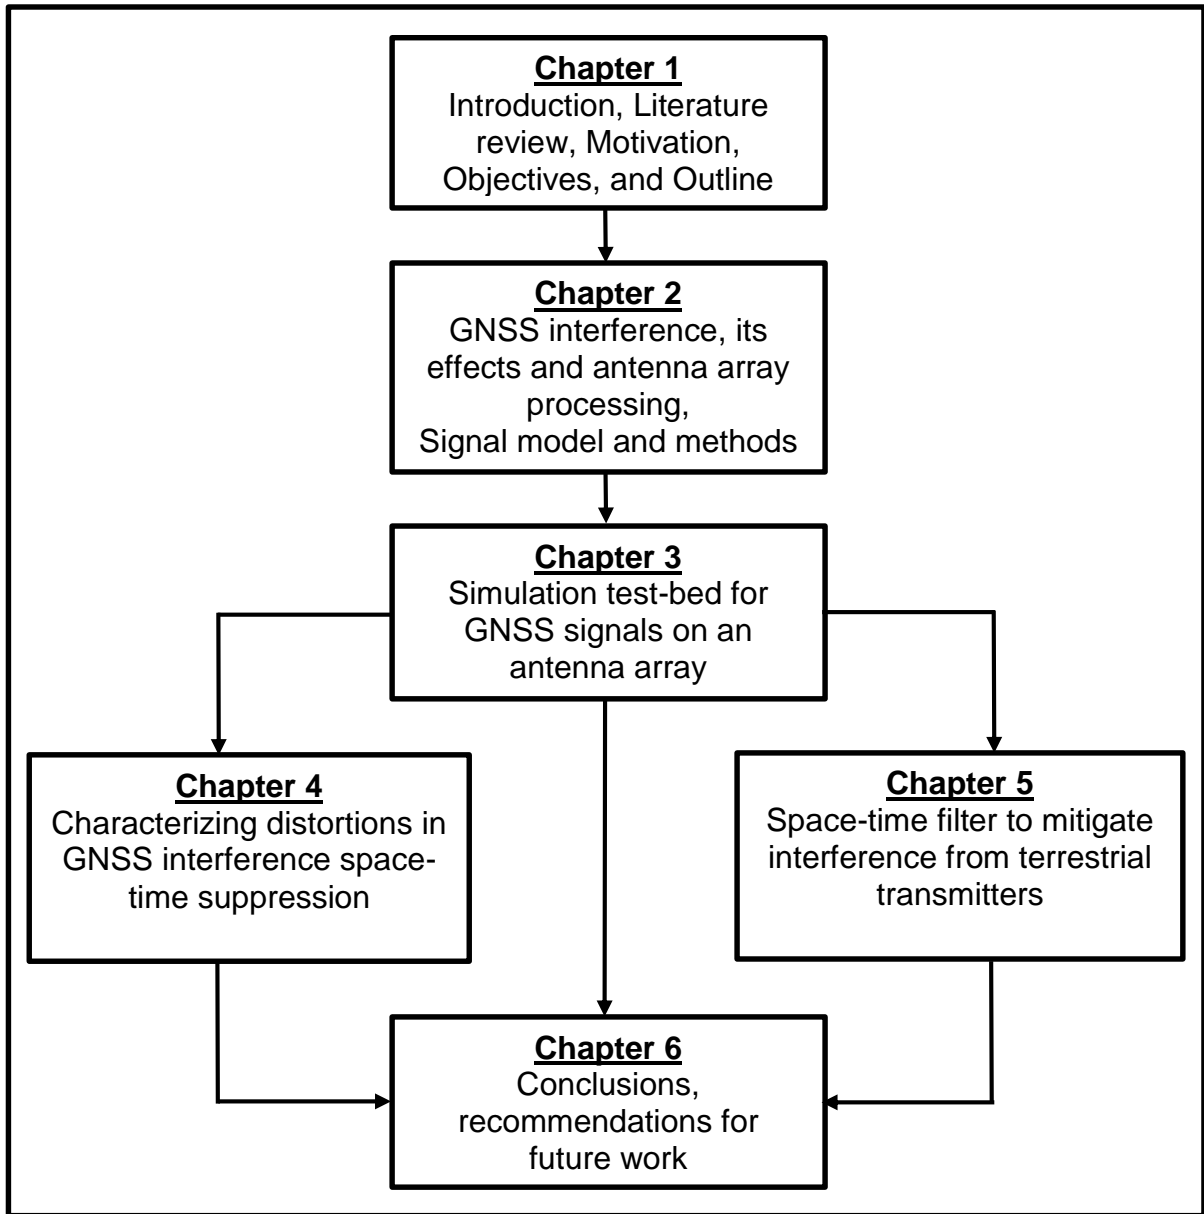 Chapter 1
Introduction, Literature
review, Motivation,
Objectives, and Outline
Chapter 2
GNSS interference, its
effects and antenna array
processing,
Signal model and methods
Chapter 3
Simulation test-bed for
GNSS signals on an
antenna array
Chapter 4
Characterizing distortions in
GNSS interference space-
time suppression
Chapter 5
Space-time filter to mitigate
interference from terrestrial
transmitters
Chapter 6
Conclusions,
recommendations for
future work